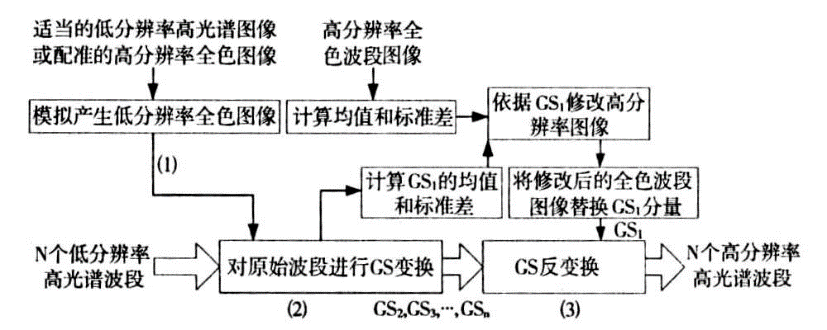 适当的低分辨率高光谱图像
或配准的高分辨率全色图像
高分辨率全
色波段图像
模拟产生低分辨率全色图像
计算均值和标准差
依据GS₁修改高分
辨率图像
(1)
计算GS₁的均值
和标准差
将修改后的全色波段
图像替换GS₁分量
GS₁
N个低分辨率
高光谱波段
对原始波段进行GS变换
GS反变换
N个高分辨率
高光谱波段
(2)
GS₂,GS₃,…,GSₙ
(3)